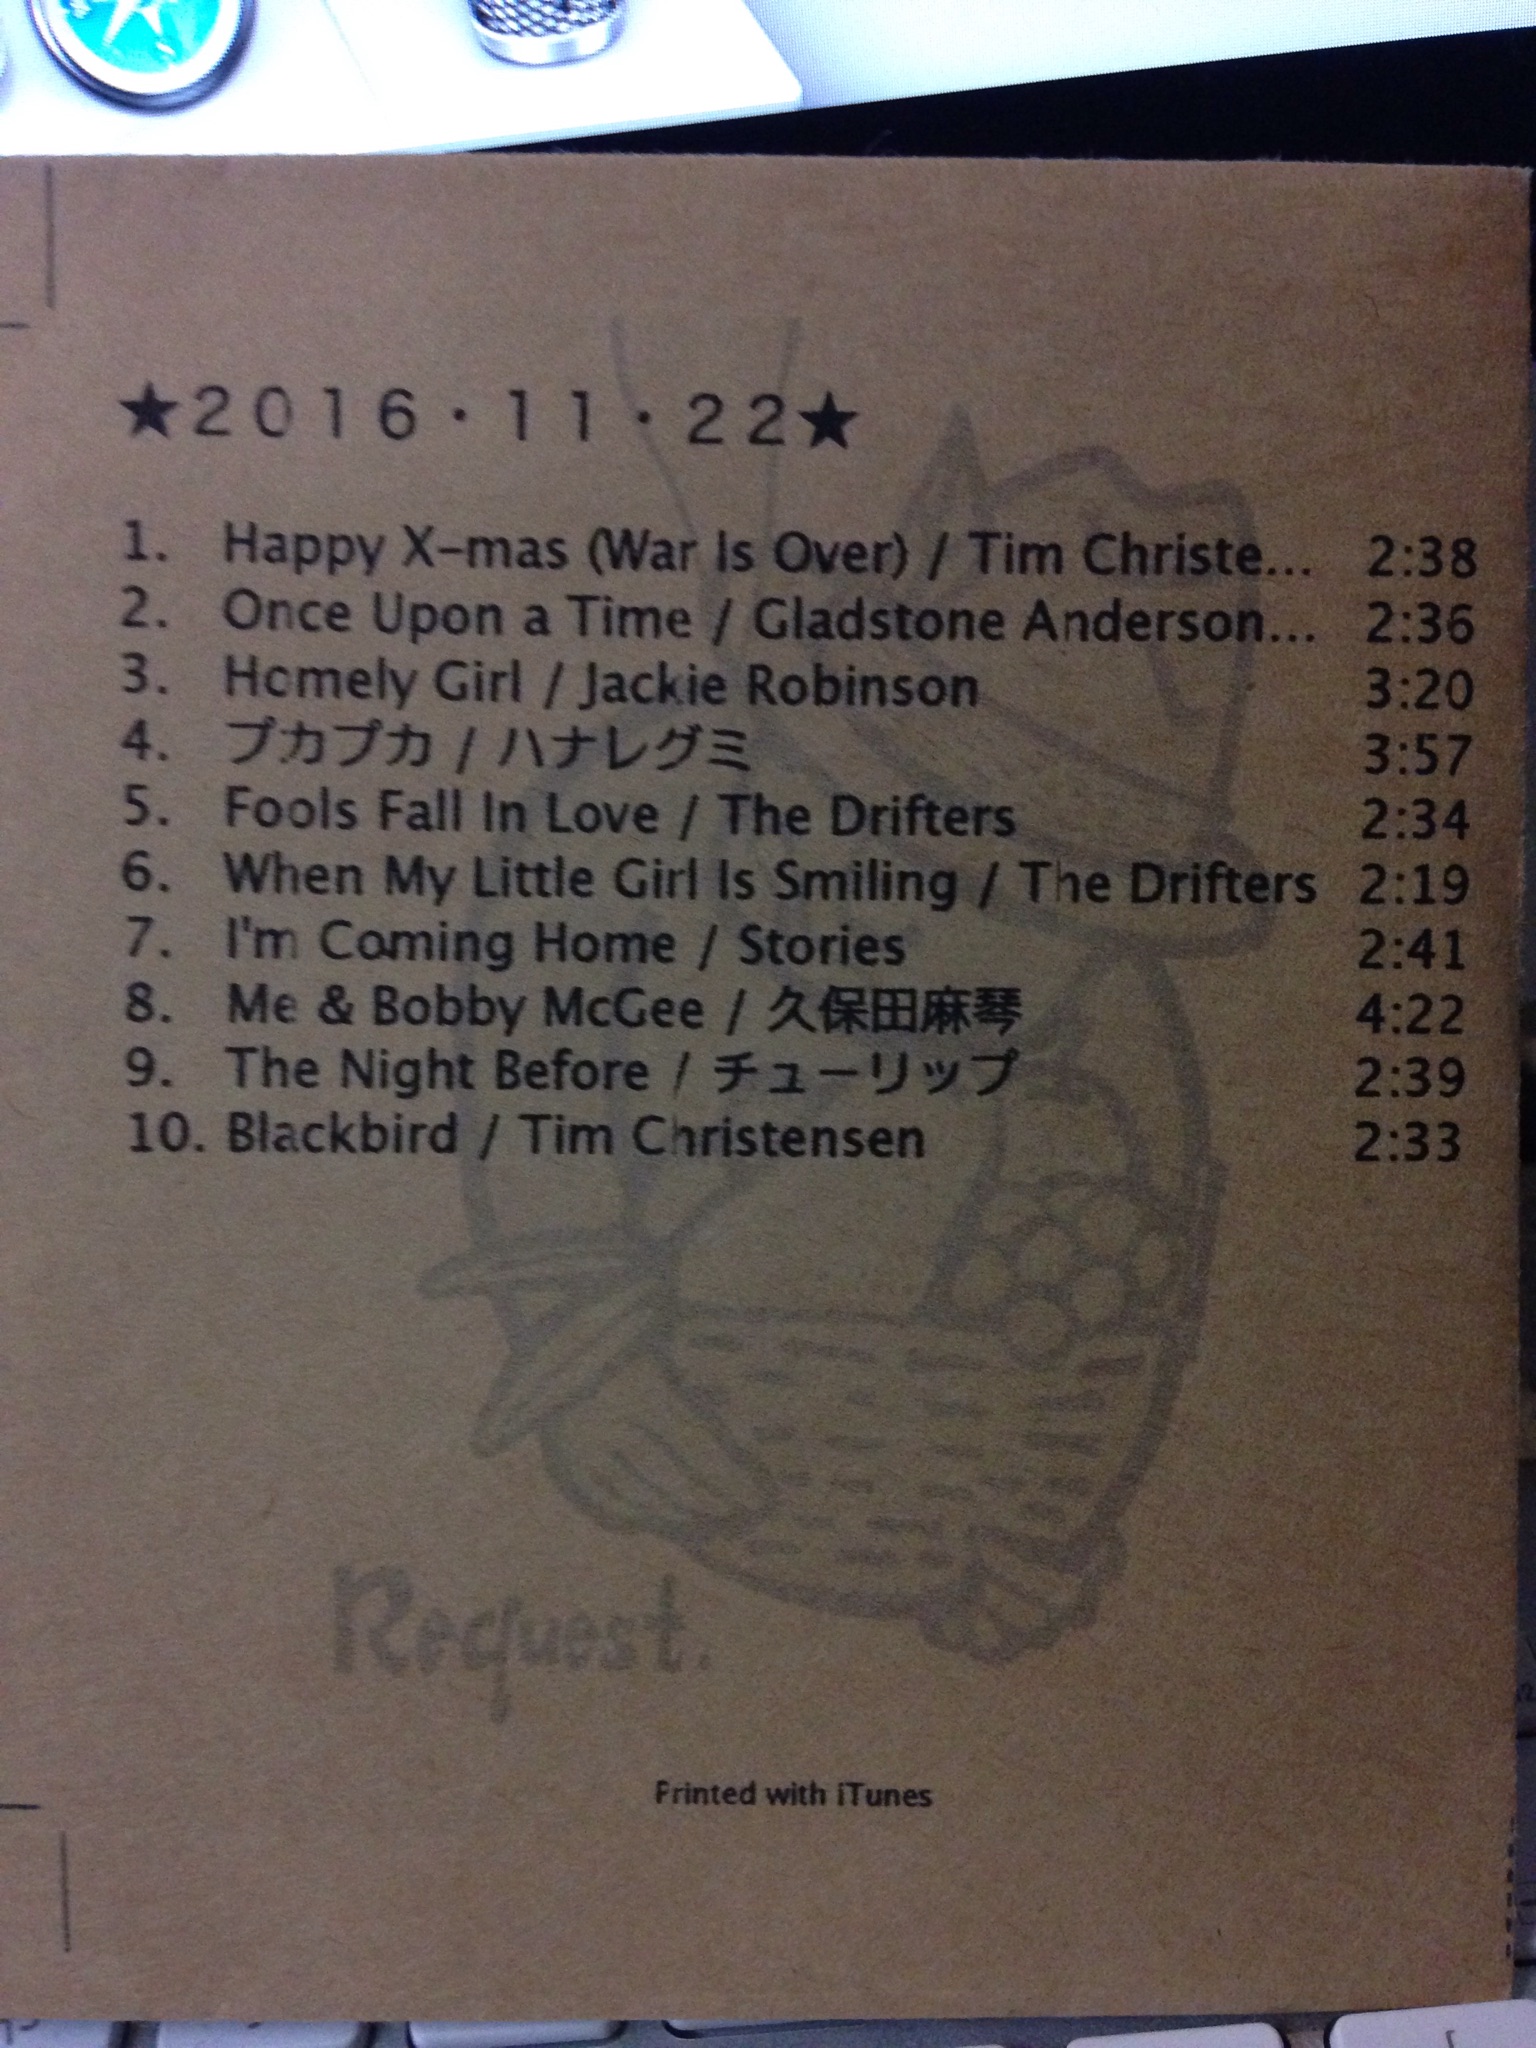 ★2016・11・22★
1. Happy X-mas (War Is Over) / Tim Christe... 2:38
2. Once Upon a Time / Gladstone Anderson... 2:36
3. Homely Girl / Jackie Robinson 3:20
4. プカプカ / ハナレグミ 3:57
5. Fools Fall In Love / The Drifters 2:34
6. When My Little Girl Is Smiling / The Drifters 2:19
7. I'm Coming Home / Stories 2:41
8. Me & Bobby McGee / 久保田麻琴 4:22
9. The Night Before / チューリップ 2:39
10. Blackbird / Tim Christensen 2:33
Request.
Printed with iTunes